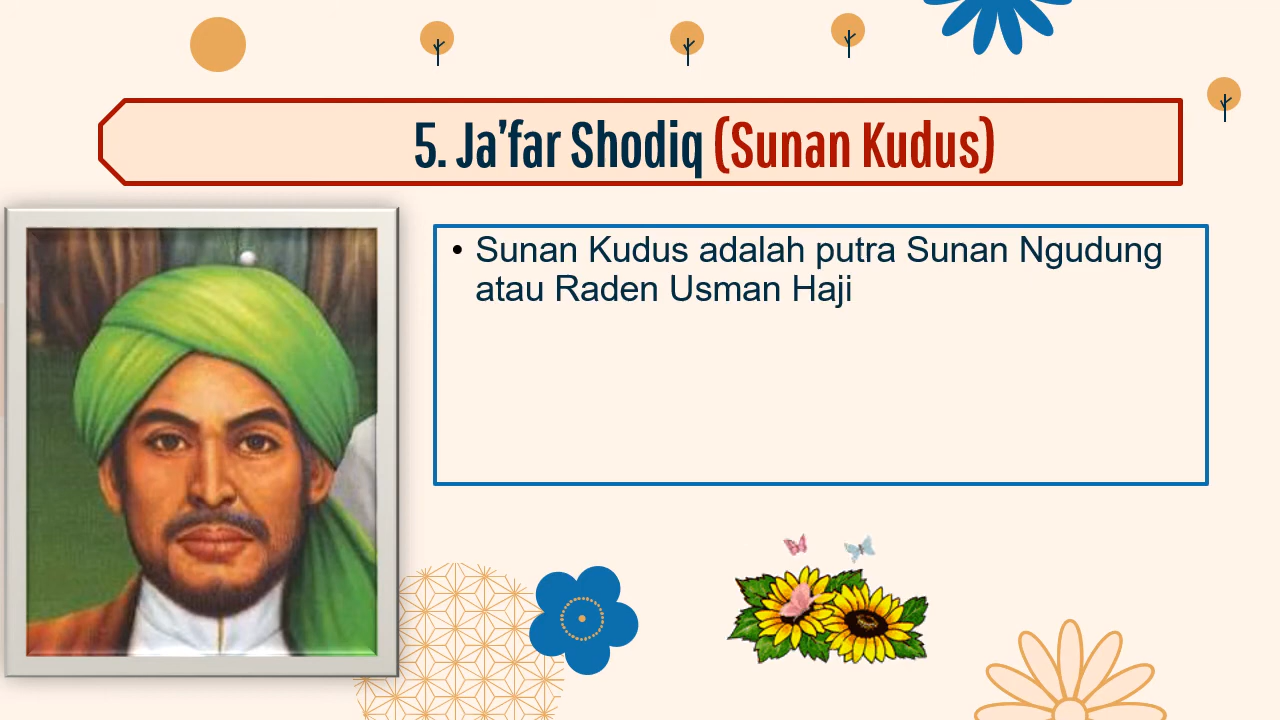 5. Ja’far Shodiq (Sunan Kudus)
• Sunan Kudus adalah putra Sunan Ngudung
atau Raden Usman Haji